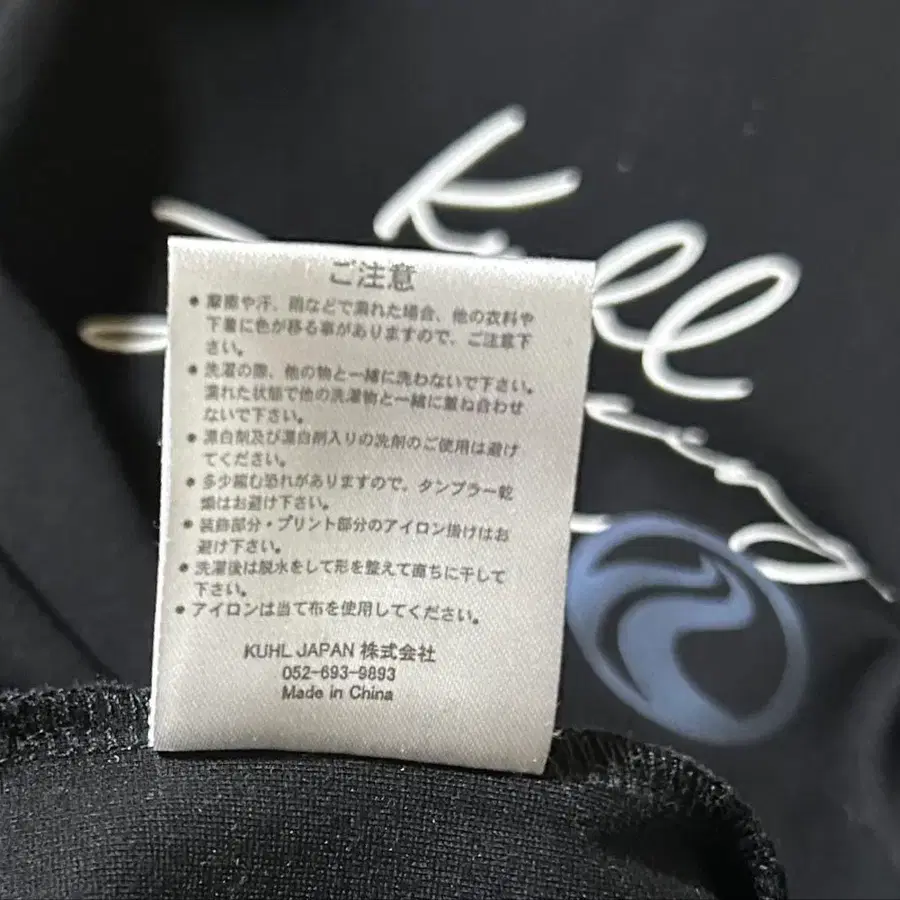 Kull
ご注意
● 摩擦や汗、雨などで濡れた場合、他の衣料や
下着に色が移る事がありますので、ご注意下
さい。
● 洗濯の際、他の物と一緒に洗わないで下さい。
濡れた状態で他の洗濯物と一緒に重ね合わせ
ないで下さい。
● 漂白剤及び漂白剤入りの洗剤のご使用は避け
てください。
● 多少縮む恐れがありますので、タンブラー乾
燥はお避け下さい。
● 装飾部分・プリント部分のアイロン掛けはお
避け下さい。
● 洗濯後は脱水をして形を整えて直ちに干して
下さい。
● アイロンは当て布を使用してください。
KUHL JAPAN 株式会社
052-693-9893
Made in China